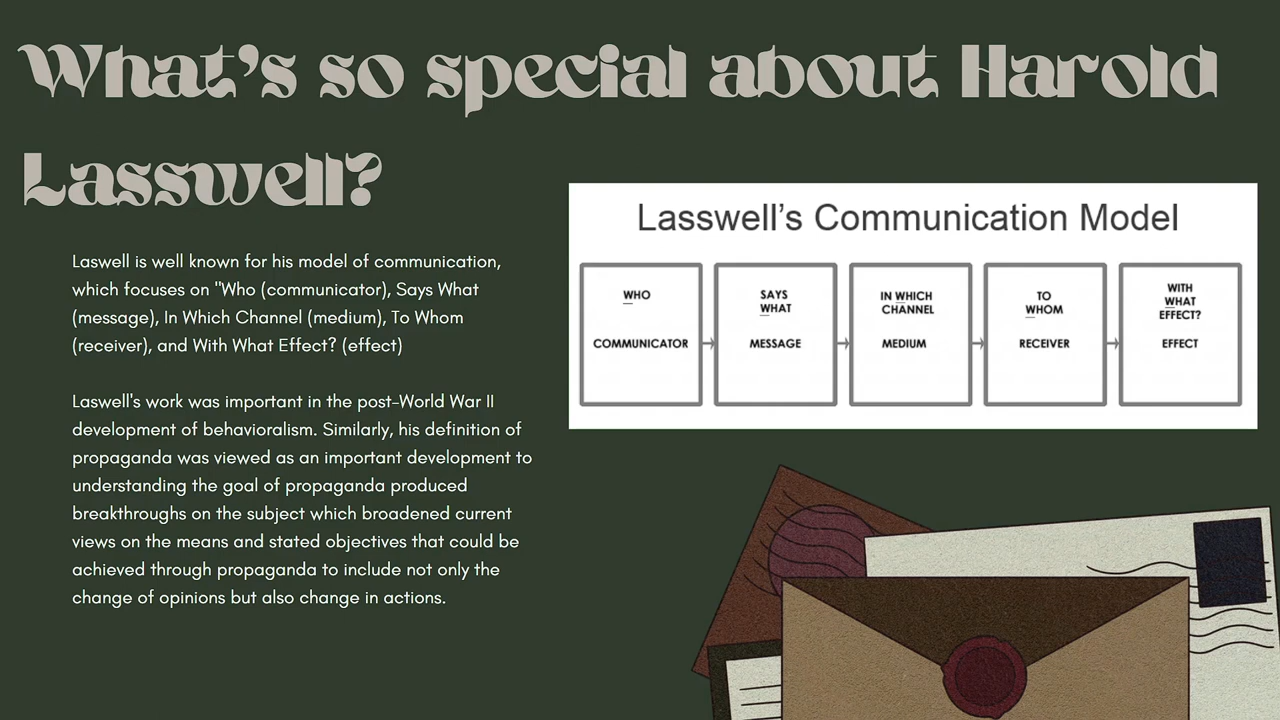 What's so special about Harold
Lasswell?
Laswell is well known for his model of communication,
which focuses on "Who (communicator), Says What
(message), In Which Channel (medium), To Whom
(receiver), and With What Effect? (effect)
Laswell's work was important in the post-World War II
development of behavioralism. Similarly, his definition of
propaganda was viewed as an important development to
understanding the goal of propaganda produced
breakthroughs on the subject which broadened current
views on the means and stated objectives that could be
achieved through propaganda to include not only the
change of opinions but also change in actions.
Lasswell's Communication Model
WHO
COMMUNICATOR
SAYS
WHAT
MESSAGE
IN WHICH
CHANNEL
MEDIUM
TO
WHOM
RECEIVER
WITH
WHAT
EFFECT?
EFFECT